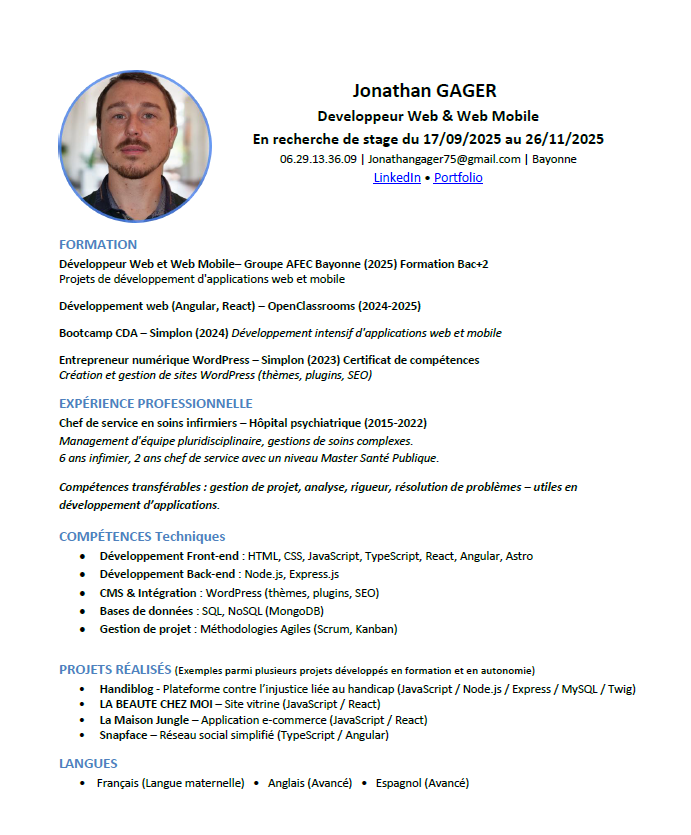 Jonathan GAGER
Developpeur Web & Web Mobile
En recherche de stage du 17/09/2025 au 26/11/2025
06.29.13.36.09 | Jonathangager75@gmail.com | Bayonne
LinkedIn • Portfolio
FORMATION
Développeur Web et Web Mobile– Groupe AFEC Bayonne (2025) Formation Bac+2
Projets de développement d'applications web et mobile
Développement web (Angular, React) – OpenClassrooms (2024-2025)
Bootcamp CDA – Simplon (2024) Développement intensif d'applications web et mobile
Entrepreneur numérique WordPress – Simplon (2023) Certificat de compétences
Création et gestion de sites WordPress (thèmes, plugins, SEO)
EXPÉRIENCE PROFESSIONNELLE
Chef de service en soins infirmiers – Hôpital psychiatrique (2015-2022)
Management d'équipe pluridisciplinaire, gestions de soins complexes.
6 ans infimier, 2 ans chef de service avec un niveau Master Santé Publique.
Compétences transférables : gestion de projet, analyse, rigueur, résolution de problèmes – utiles en
développement d’applications.
COMPÉTENCES Techniques
• Développement Front-end : HTML, CSS, JavaScript, TypeScript, React, Angular, Astro
• Développement Back-end : Node.js, Express.js
• CMS & Intégration : WordPress (thèmes, plugins, SEO)
• Bases de données : SQL, NoSQL (MongoDB)
• Gestion de projet : Méthodologies Agiles (Scrum, Kanban)
PROJETS RÉALISÉS (Exemples parmi plusieurs projets développés en formation et en autonomie)
• Handiblog - Plateforme contre l’injustice liée au handicap (JavaScript / Node.js / Express / MySQL / Twig)
• LA BEAUTE CHEZ MOI – Site vitrine (JavaScript / React)
• La Maison Jungle – Application e-commerce (JavaScript / React)
• Snapface – Réseau social simplifié (TypeScript / Angular)
LANGUES
• Français (Langue maternelle) • Anglais (Avancé) • Espagnol (Avancé)